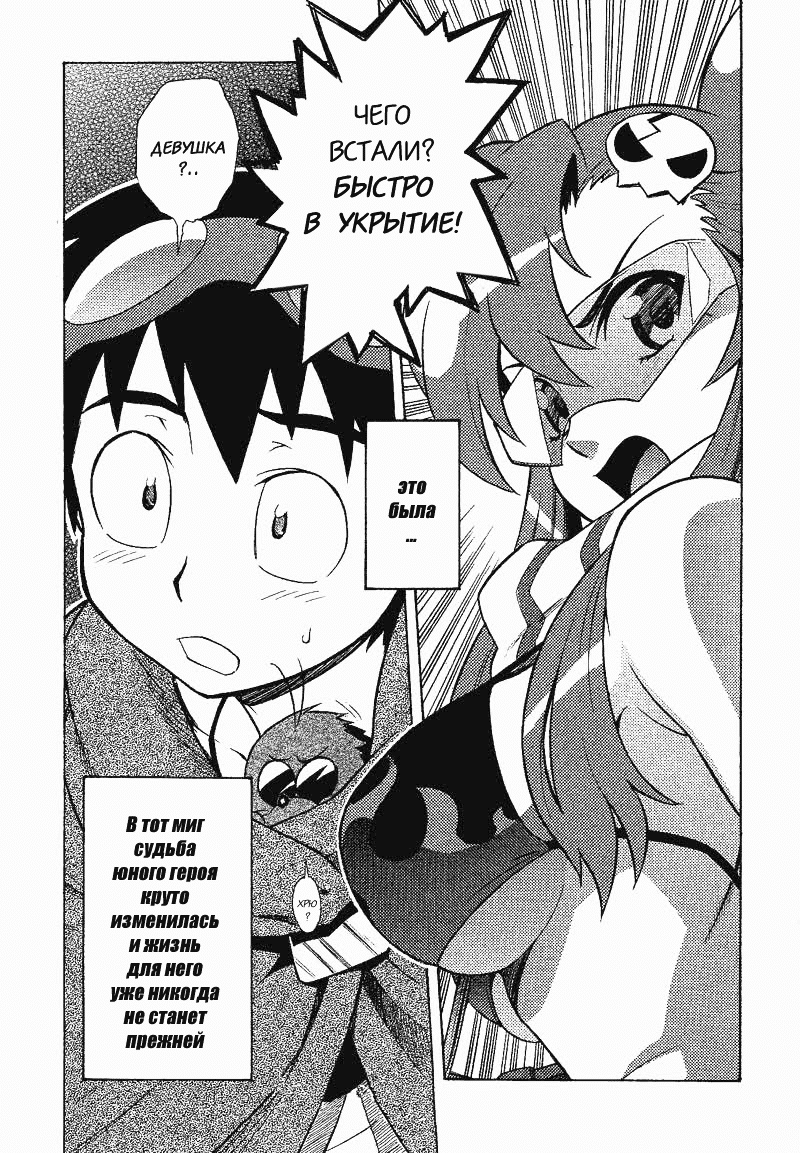 ЧЕГО
ВСТАЛИ?
БЫСТРО
В УКРЫТИЕ!
ДЕВУШКА
?..
это
была
...
ХРЮ
?
В тот миг
судьба
юного героя
круто
изменилась
и жизнь
для него
уже никогда
не станет
прежней